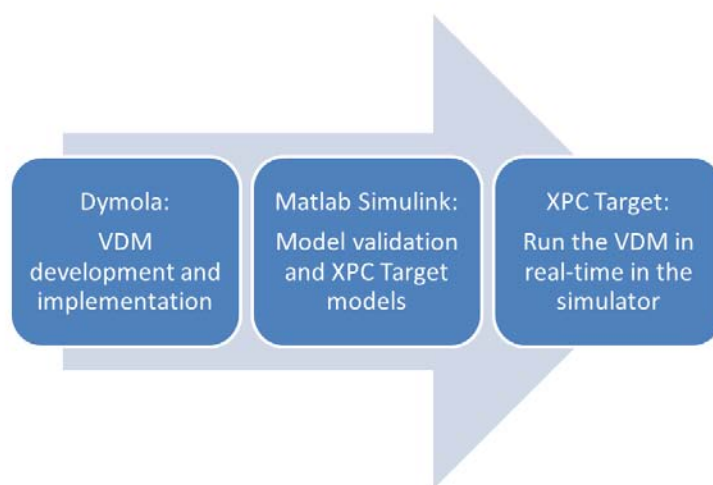 Dymola:
VDM
development and
implementation
Matlab Simulink:
Model validation
and XPC Target
models
XPC Target:
Run the VDM in
real-time in the
simulator